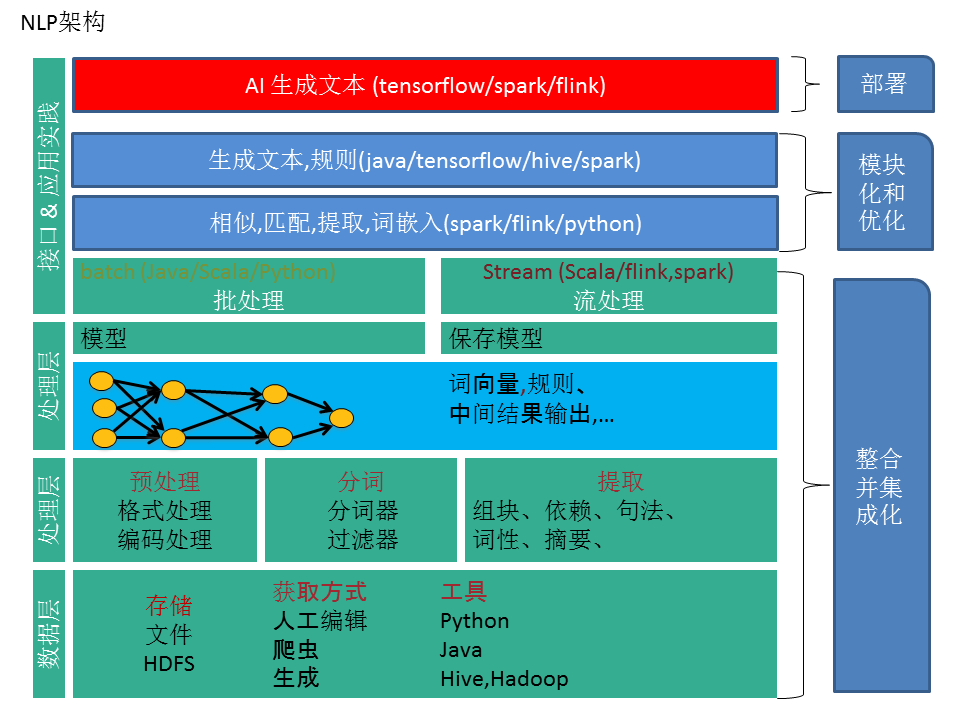 NLP架构
接口 & 应用实践
AI 生成文本 (tensorflow/spark/flink)
部署
生成文本,规则(java/tensorflow/hive/spark)
相似,匹配,提取,词嵌入(spark/flink/python)
模块
化和
优化
batch (Java/Scala/Python)
批处理
Stream (Scala/flink,spark)
流处理
处理层
模型
保存模型
词向量,规则、
中间结果输出,...
处理层
预处理
格式处理
编码处理
分词
分词器
过滤器
提取
组块、依赖、句法、
词性、摘要、
整合
并集
成化
数据层
存储
文件
HDFS
获取方式
人工编辑
爬虫
生成
工具
Python
Java
Hive,Hadoop